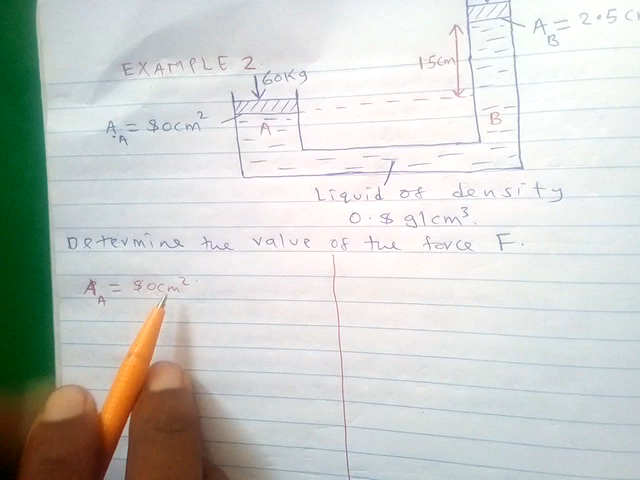 A_B = 2.5 c
EXAMPLE 2.
15cm
60Kg
A_A = 80cm²
A
B
Liquid of density
0.8 g/cm³.
Determine the value of the force F.
A_A = 80cm²